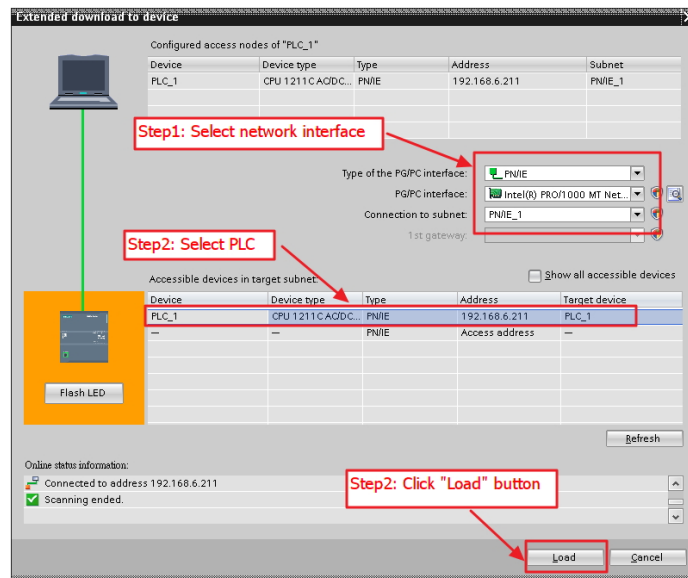 Extended download to device
Configured access nodes of "PLC_1"
Device Device type Type Address Subnet
PLC_1 CPU 1211C AC/DC... PN/IE 192.168.6.211 PN/IE_1
Step1: Select network interface
Type of the PG/PC interface: PN/IE
PG/PC interface: Intel(R) PRO/1000 MT Net...
Connection to subnet: PN/IE_1
1st gateway:
Step2: Select PLC
Accessible devices in target subnet: Show all accessible devices
Device Device type Type Address Target device
PLC_1 CPU 1211C AC/DC... PN/IE 192.168.6.211 PLC_1
— — PN/IE Access address —
Flash LED
Refresh
Online status information:
Connected to address 192.168.6.211
Scanning ended.
Step2: Click "Load" button
Load Cancel